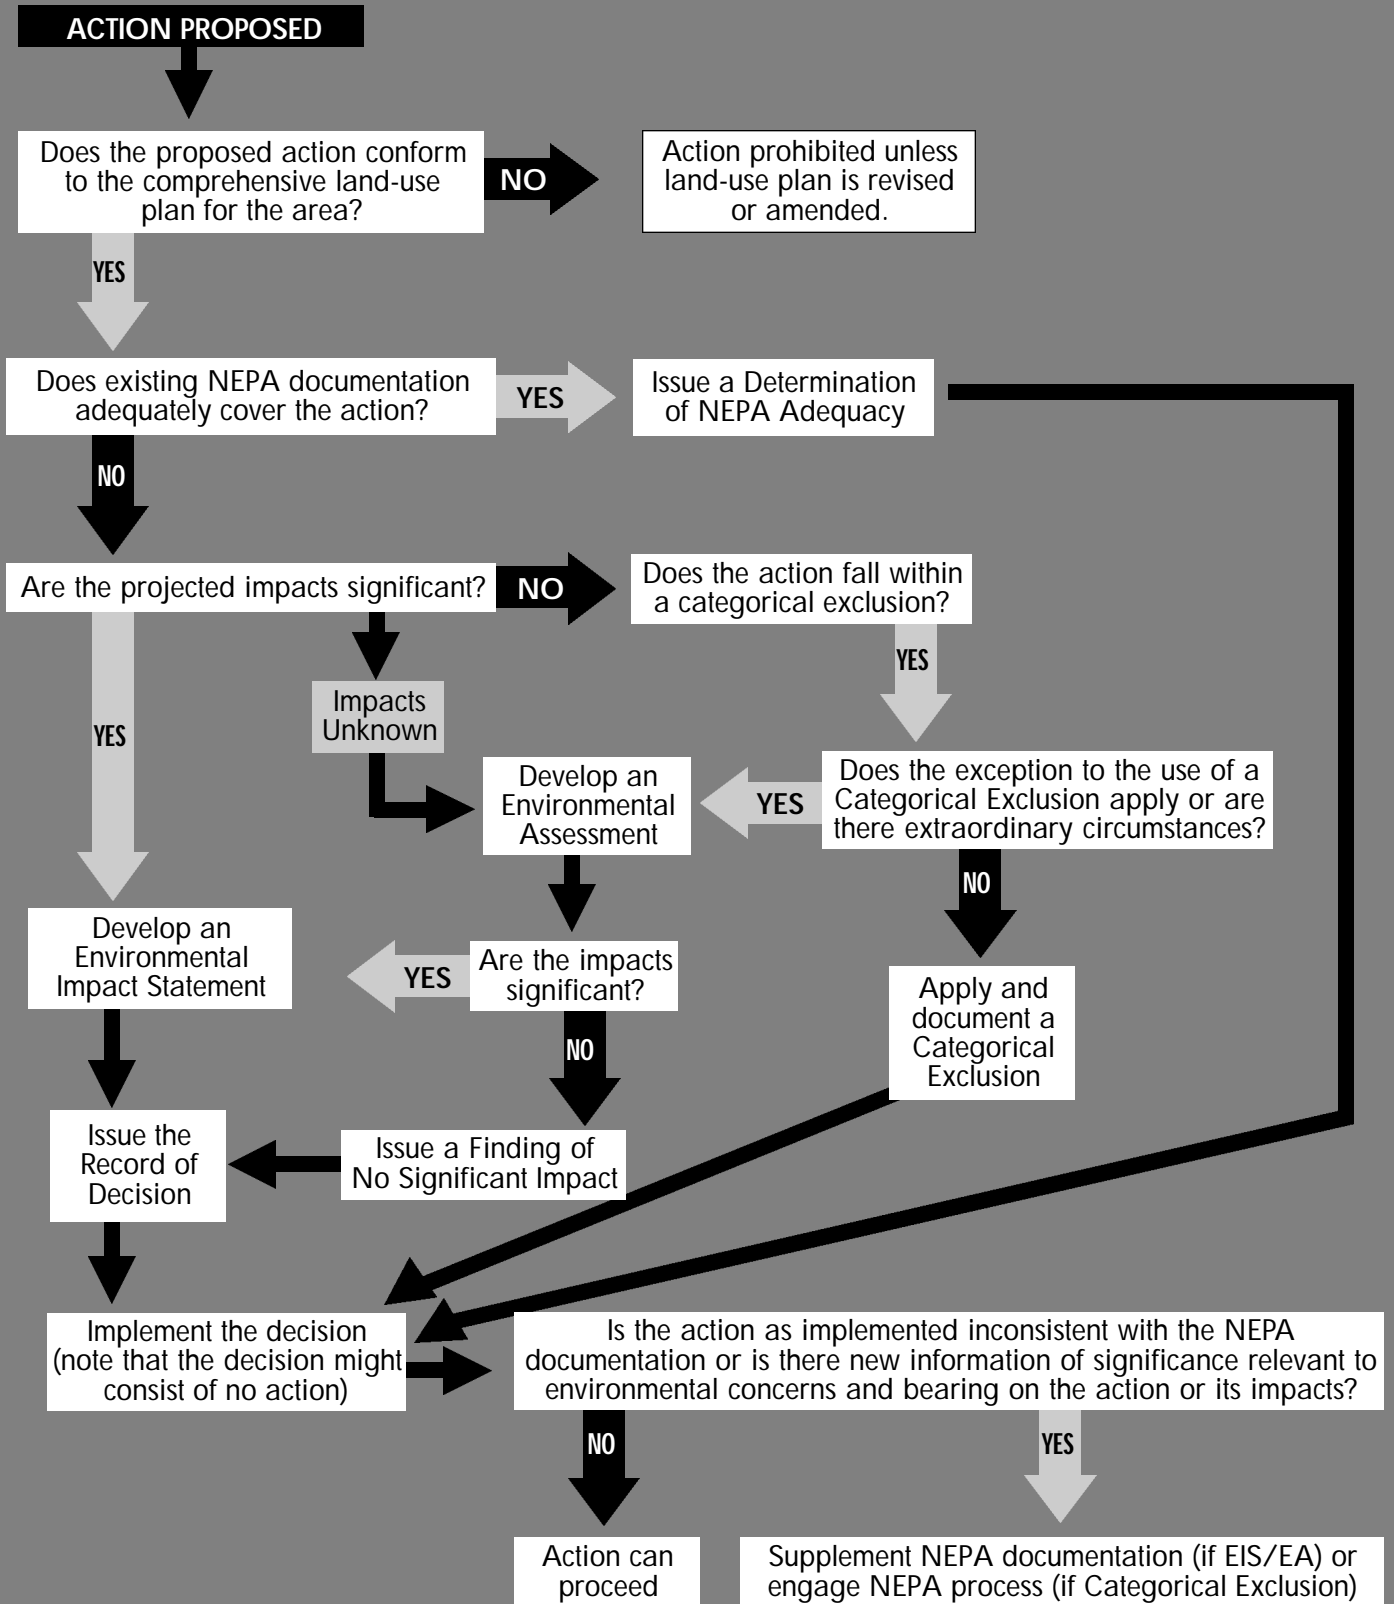 ACTION PROPOSED
Does the proposed action conform
to the comprehensive land-use
plan for the area?
NO
Action prohibited unless
land-use plan is revised
or amended.
YES
Does existing NEPA documentation
adequately cover the action?
YES
Issue a Determination
of NEPA Adequacy
NO
Are the projected impacts significant?
NO
Does the action fall within
a categorical exclusion?
YES
Impacts
Unknown
YES
Develop an
Environmental
Assessment
YES
Does the exception to the use of a
Categorical Exclusion apply or are
there extraordinary circumstances?
NO
Develop an
Environmental
Impact Statement
YES
Are the impacts
significant?
Apply and
document a
Categorical
Exclusion
NO
Issue the
Record of
Decision
Issue a Finding of
No Significant Impact
Implement the decision
(note that the decision might
consist of no action)
Is the action as implemented inconsistent with the NEPA
documentation or is there new information of significance relevant to
environmental concerns and bearing on the action or its impacts?
NO
YES
Action can
proceed
Supplement NEPA documentation (if EIS/EA) or
engage NEPA process (if Categorical Exclusion)